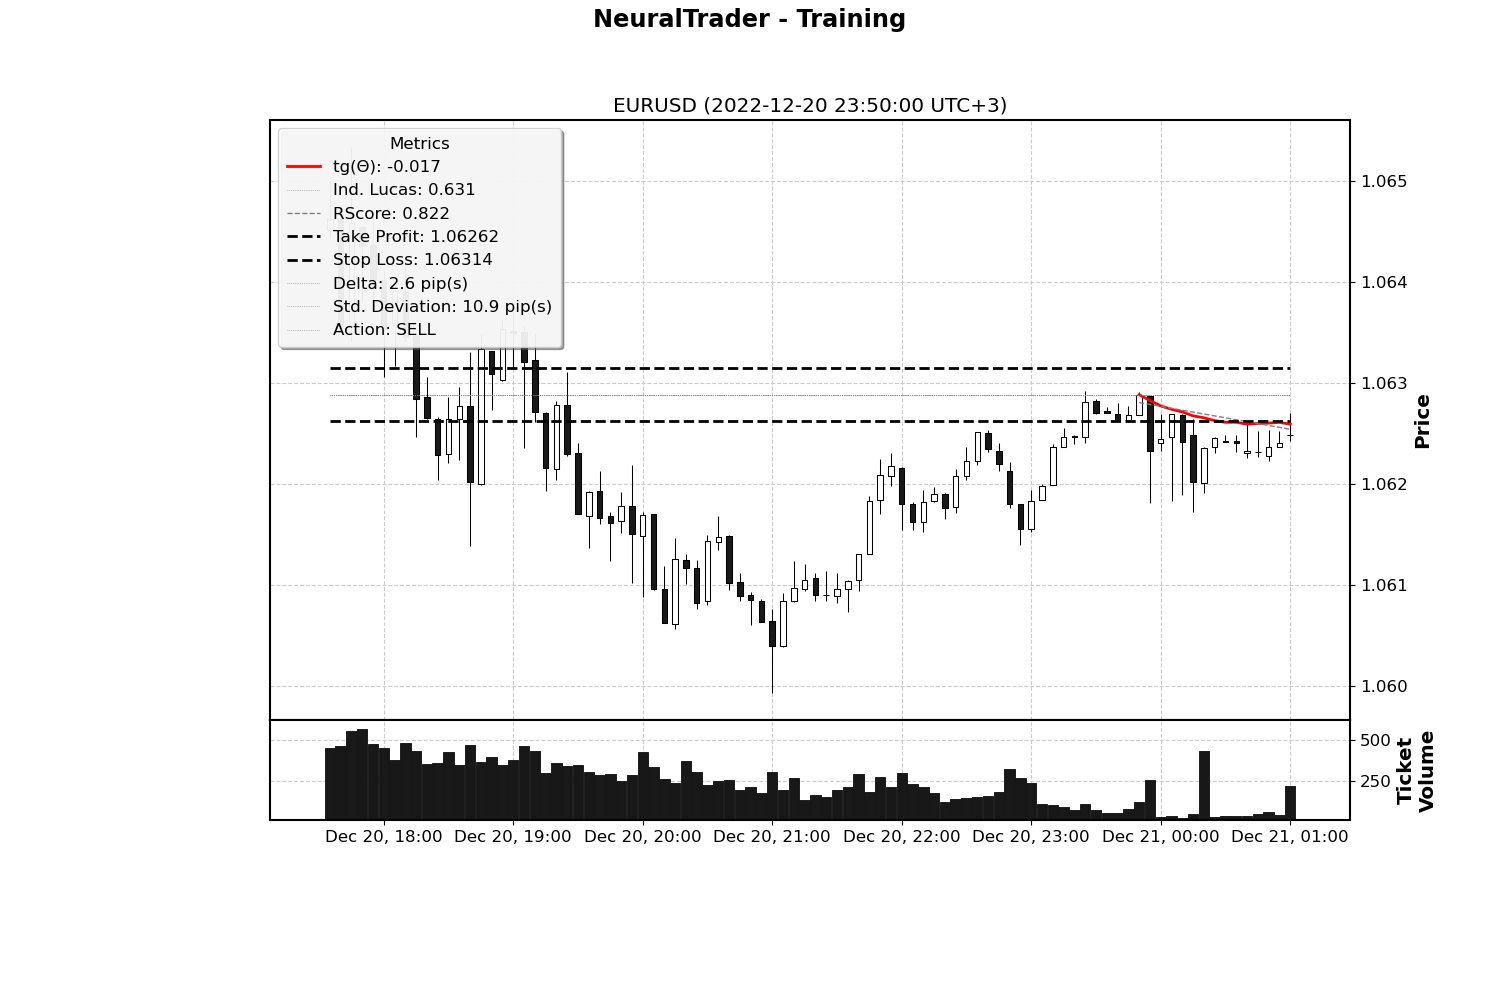 NeuralTrader - Training
EURUSD (2022-12-20 23:50:00 UTC+3)
Metrics
tg(Θ): -0.017
Ind. Lucas: 0.631
RScore: 0.822
Take Profit: 1.06262
Stop Loss: 1.06314
Delta: 2.6 pip(s)
Std. Deviation: 10.9 pip(s)
Action: SELL
1.065
1.064
1.063
1.062
1.061
1.060
Price
500
250
Ticket
Volume
Dec 20, 18:00 Dec 20, 19:00 Dec 20, 20:00 Dec 20, 21:00 Dec 20, 22:00 Dec 20, 23:00 Dec 21, 00:00 Dec 21, 01:00